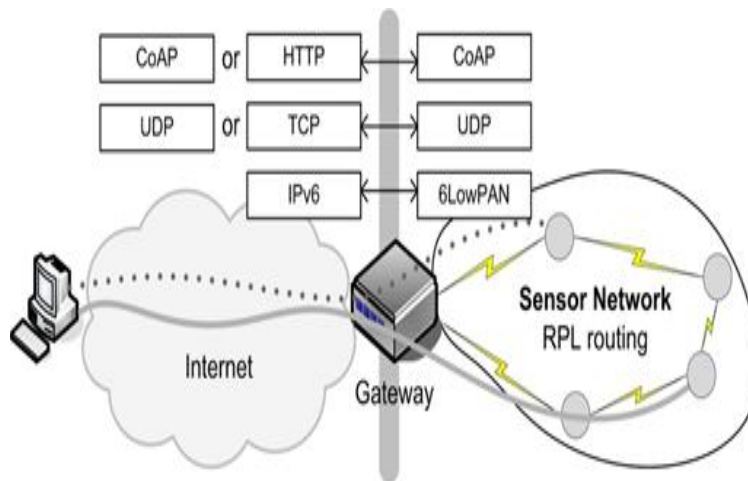 CoAP or HTTP CoAP
UDP or TCP UDP
IPv6 6LowPAN
Sensor Network
RPL routing
Internet
Gateway